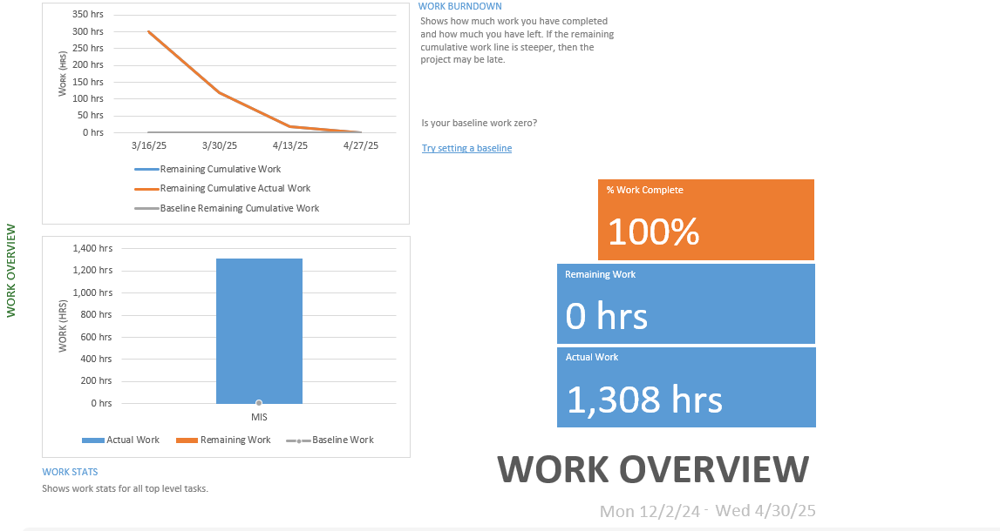 350 hrs
300 hrs
250 hrs
200 hrs
150 hrs
100 hrs
50 hrs
0 hrs
WORK (HRS)
3/16/25 3/30/25 4/13/25 4/27/25
Remaining Cumulative Work
Remaining Cumulative Actual Work
Baseline Remaining Cumulative Work
WORK BURNDOWN
Shows how much work you have completed
and how much you have left. If the remaining
cumulative work line is steeper, then the
project may be late.
Is your baseline work zero?
Try setting a baseline
WORK OVERVIEW
1,400 hrs
1,200 hrs
1,000 hrs
800 hrs
600 hrs
400 hrs
200 hrs
0 hrs
WORK (HRS)
MIS
Actual Work Remaining Work Baseline Work
WORK STATS
Shows work stats for all top level tasks.
% Work Complete
100%
Remaining Work
0 hrs
Actual Work
1,308 hrs
WORK OVERVIEW
Mon 12/2/24 - Wed 4/30/25